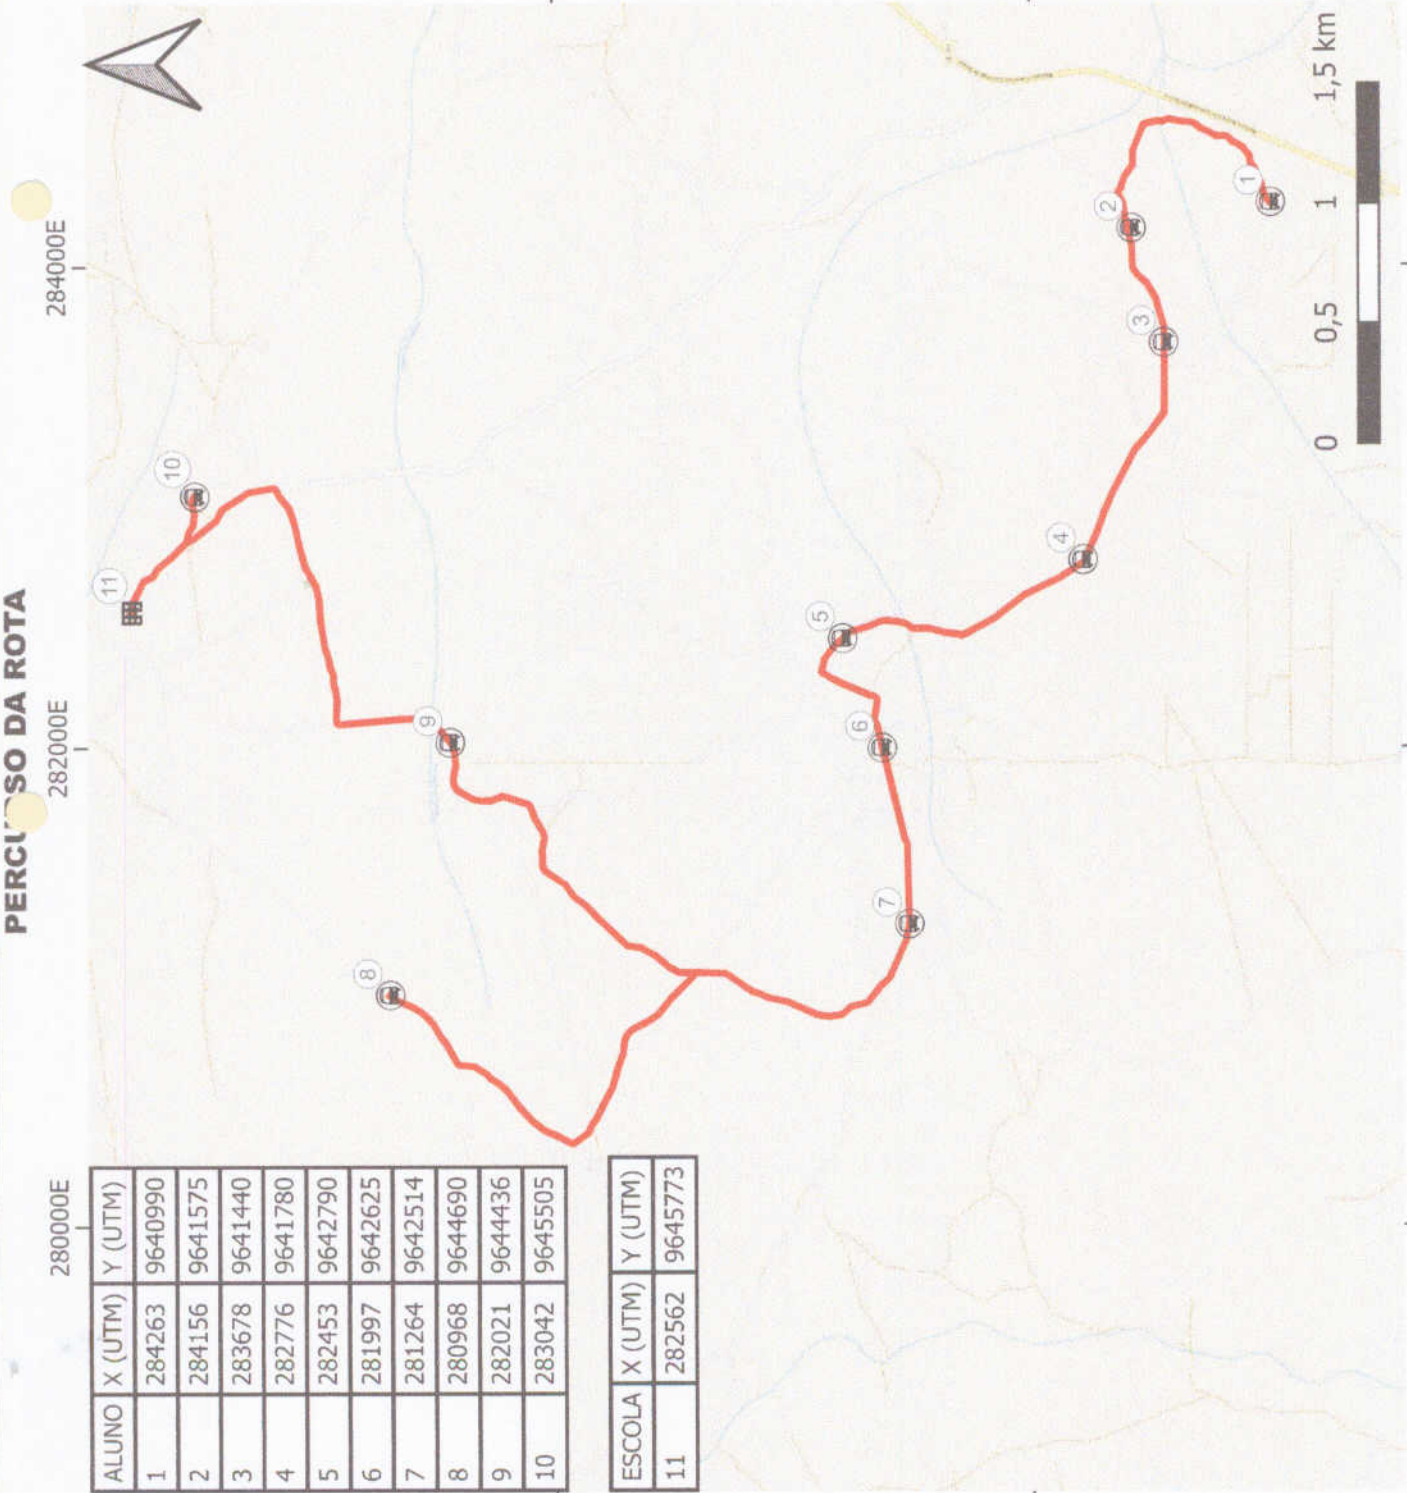 PERCURSO DA ROTA
280000E 282000E 284000E
ALUNO X (UTM) Y (UTM)
1 284263 9640990
2 284156 9641575
3 283678 9641440
4 282776 9641780
5 282453 9642790
6 281997 9642625
7 281264 9642514
8 280968 9644690
9 282021 9644436
10 283042 9645505
ESCOLA X (UTM) Y (UTM)
11 282562 9645773
11
10
9
8
5
6
7
4
2
3
1
0 0,5 1 1,5 km